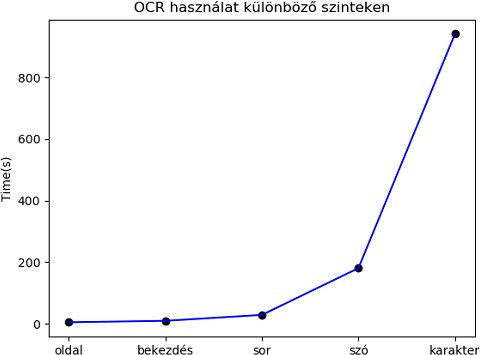 OCR használat különböző szinteken
Time(s)
800
600
400
200
0
oldal bekezdés sor szó karakter